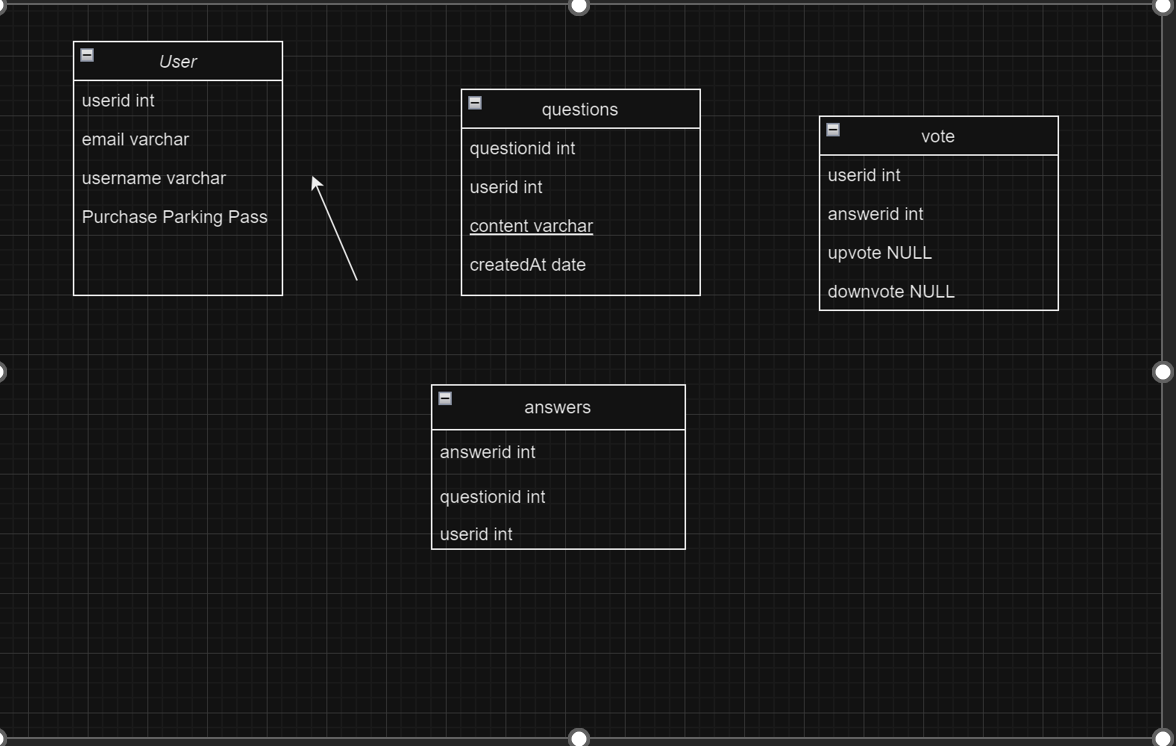 User
userid int
email varchar
username varchar
Purchase Parking Pass
questions
questionid int
userid int
content varchar
createdAt date
vote
userid int
answerid int
upvote NULL
downvote NULL
answers
answerid int
questionid int
userid int